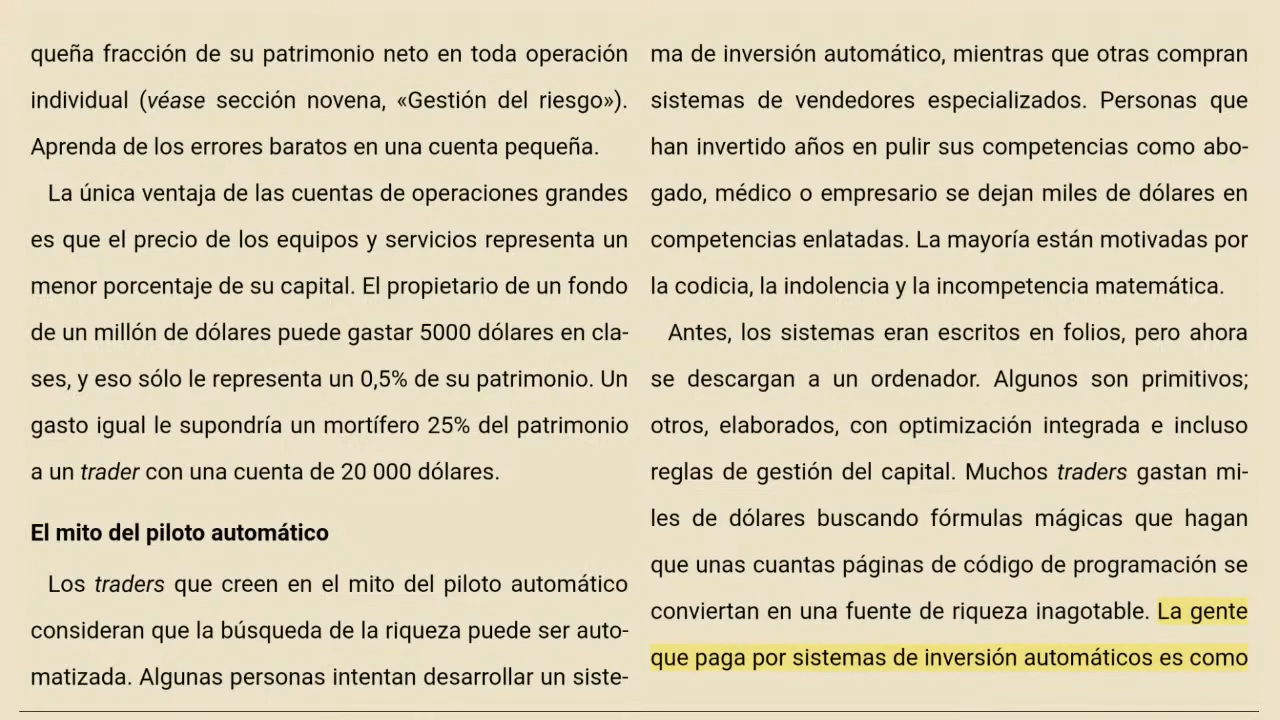 queña fracción de su patrimonio neto en toda operación
individual (véase sección novena, «Gestión del riesgo»).
Aprenda de los errores baratos en una cuenta pequeña.
La única ventaja de las cuentas de operaciones grandes
es que el precio de los equipos y servicios representa un
menor porcentaje de su capital. El propietario de un fondo
de un millón de dólares puede gastar 5000 dólares en cla-
ses, y eso sólo le representa un 0,5% de su patrimonio. Un
gasto igual le supondría un mortífero 25% del patrimonio
a un trader con una cuenta de 20 000 dólares.
El mito del piloto automático
Los traders que creen en el mito del piloto automático
consideran que la búsqueda de la riqueza puede ser auto-
matizada. Algunas personas intentan desarrollar un siste-
ma de inversión automático, mientras que otras compran
sistemas de vendedores especializados. Personas que
han invertido años en pulir sus competencias como abo-
gado, médico o empresario se dejan miles de dólares en
competencias enlatadas. La mayoría están motivadas por
la codicia, la indolencia y la incompetencia matemática.
Antes, los sistemas eran escritos en folios, pero ahora
se descargan a un ordenador. Algunos son primitivos;
otros, elaborados, con optimización integrada e incluso
reglas de gestión del capital. Muchos traders gastan mi-
les de dólares buscando fórmulas mágicas que hagan
que unas cuantas páginas de código de programación se
conviertan en una fuente de riqueza inagotable. La gente
que paga por sistemas de inversión automáticos es como